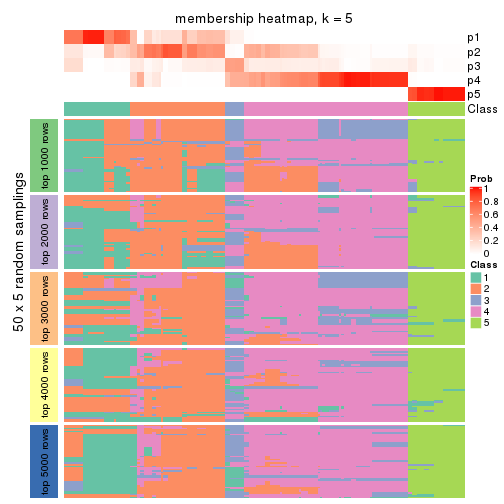 membership heatmap, k = 5
p1
p2
p3
p4
p5
Class
50 x 5 random samplings
top 1000 rows
top 2000 rows
top 3000 rows
top 4000 rows
top 5000 rows
Prob
1
0.8
0.6
0.4
0.2
0
Class
1
2
3
4
5